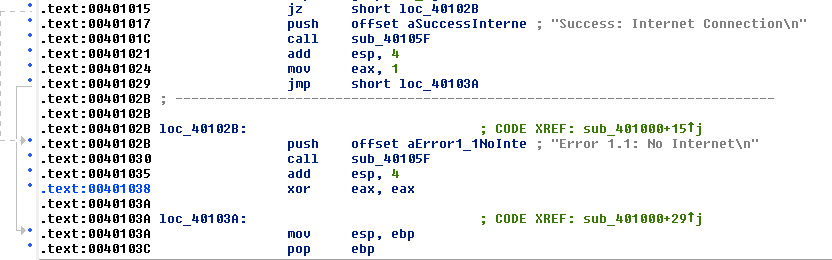 .text:00401015 jz short loc_40102B
.text:00401017 push offset aSuccessInterne ; "Success: Internet Connection\n"
.text:0040101C call sub_40105F
.text:00401021 add esp, 4
.text:00401024 mov eax, 1
.text:00401029 jmp short loc_40103A
.text:0040102B ; ---------------------------------------------------------------------------
.text:0040102B
.text:0040102B loc_40102B: ; CODE XREF: sub_401000+15↑j
.text:0040102B push offset aError1_1NoInte ; "Error 1.1: No Internet\n"
.text:00401030 call sub_40105F
.text:00401035 add esp, 4
.text:00401038 xor eax, eax
.text:0040103A
.text:0040103A loc_40103A: ; CODE XREF: sub_401000+29↑j
.text:0040103A mov esp, ebp
.text:0040103C pop ebp